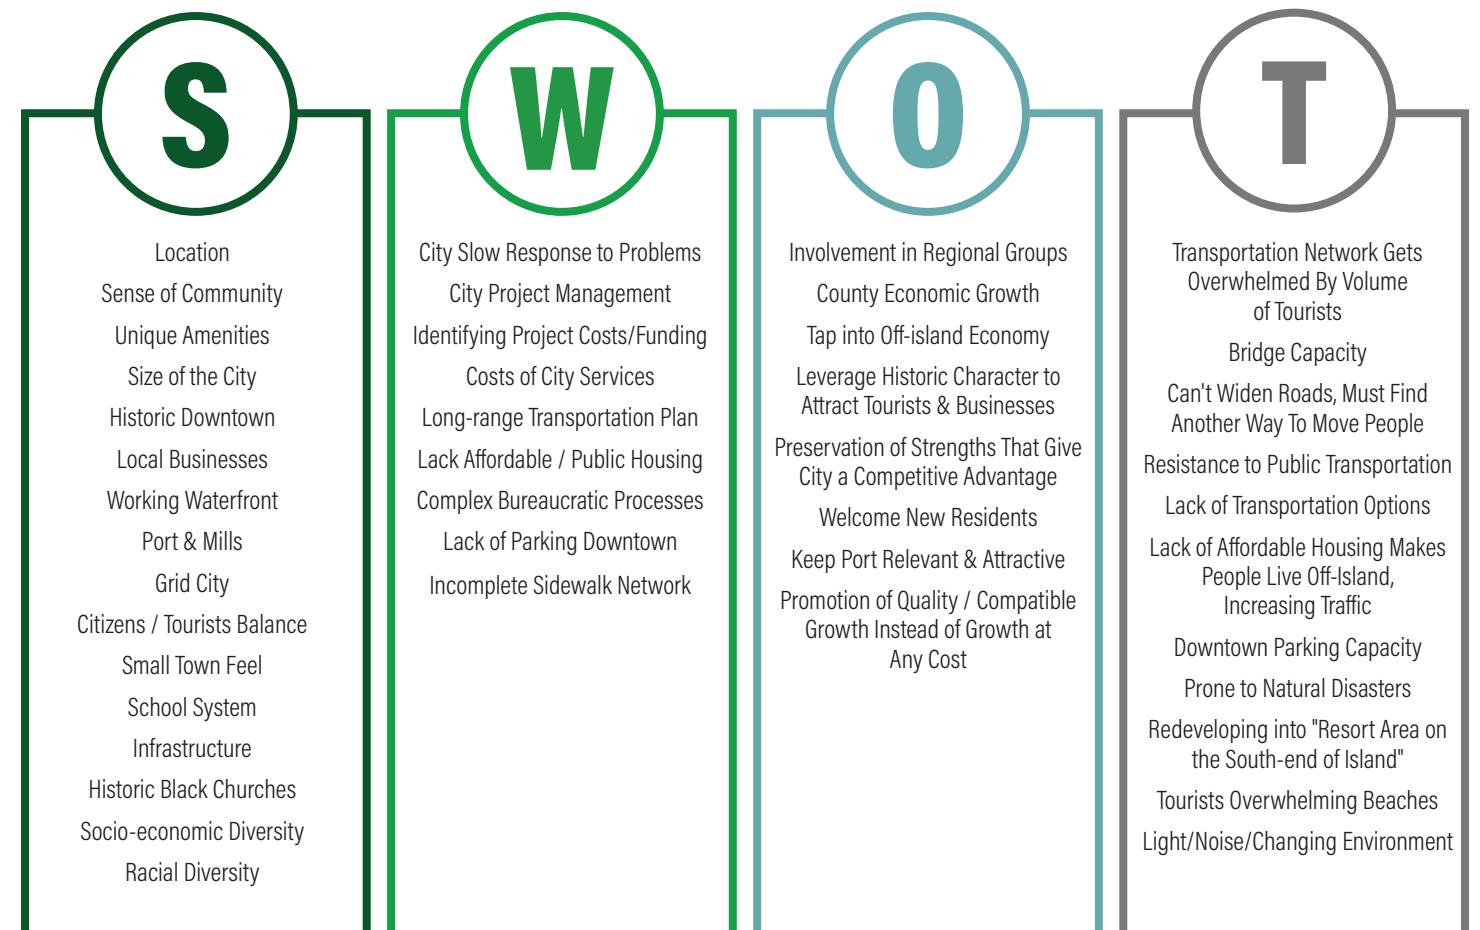 S
Location
Sense of Community
Unique Amenities
Size of the City
Historic Downtown
Local Businesses
Working Waterfront
Port & Mills
Grid City
Citizens / Tourists Balance
Small Town Feel
School System
Infrastructure
Historic Black Churches
Socio-economic Diversity
Racial Diversity
W
City Slow Response to Problems
City Project Management
Identifying Project Costs/Funding
Costs of City Services
Long-range Transportation Plan
Lack Affordable / Public Housing
Complex Bureaucratic Processes
Lack of Parking Downtown
Incomplete Sidewalk Network
O
Involvement in Regional Groups
County Economic Growth
Tap into Off-island Economy
Leverage Historic Character to
Attract Tourists & Businesses
Preservation of Strengths That Give
City a Competitive Advantage
Welcome New Residents
Keep Port Relevant & Attractive
Promotion of Quality / Compatible
Growth Instead of Growth at
Any Cost
T
Transportation Network Gets
Overwhelmed By Volume
of Tourists
Bridge Capacity
Can't Widen Roads, Must Find
Another Way To Move People
Resistance to Public Transportation
Lack of Transportation Options
Lack of Affordable Housing Makes
People Live Off-Island,
Increasing Traffic
Downtown Parking Capacity
Prone to Natural Disasters
Redeveloping into "Resort Area on
the South-end of Island"
Tourists Overwhelming Beaches
Light/Noise/Changing Environment